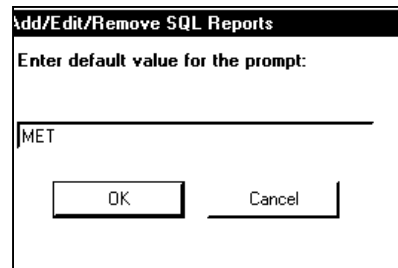 Add/Edit/Remove SQL Reports
Enter default value for the prompt:
MET
OK Cancel